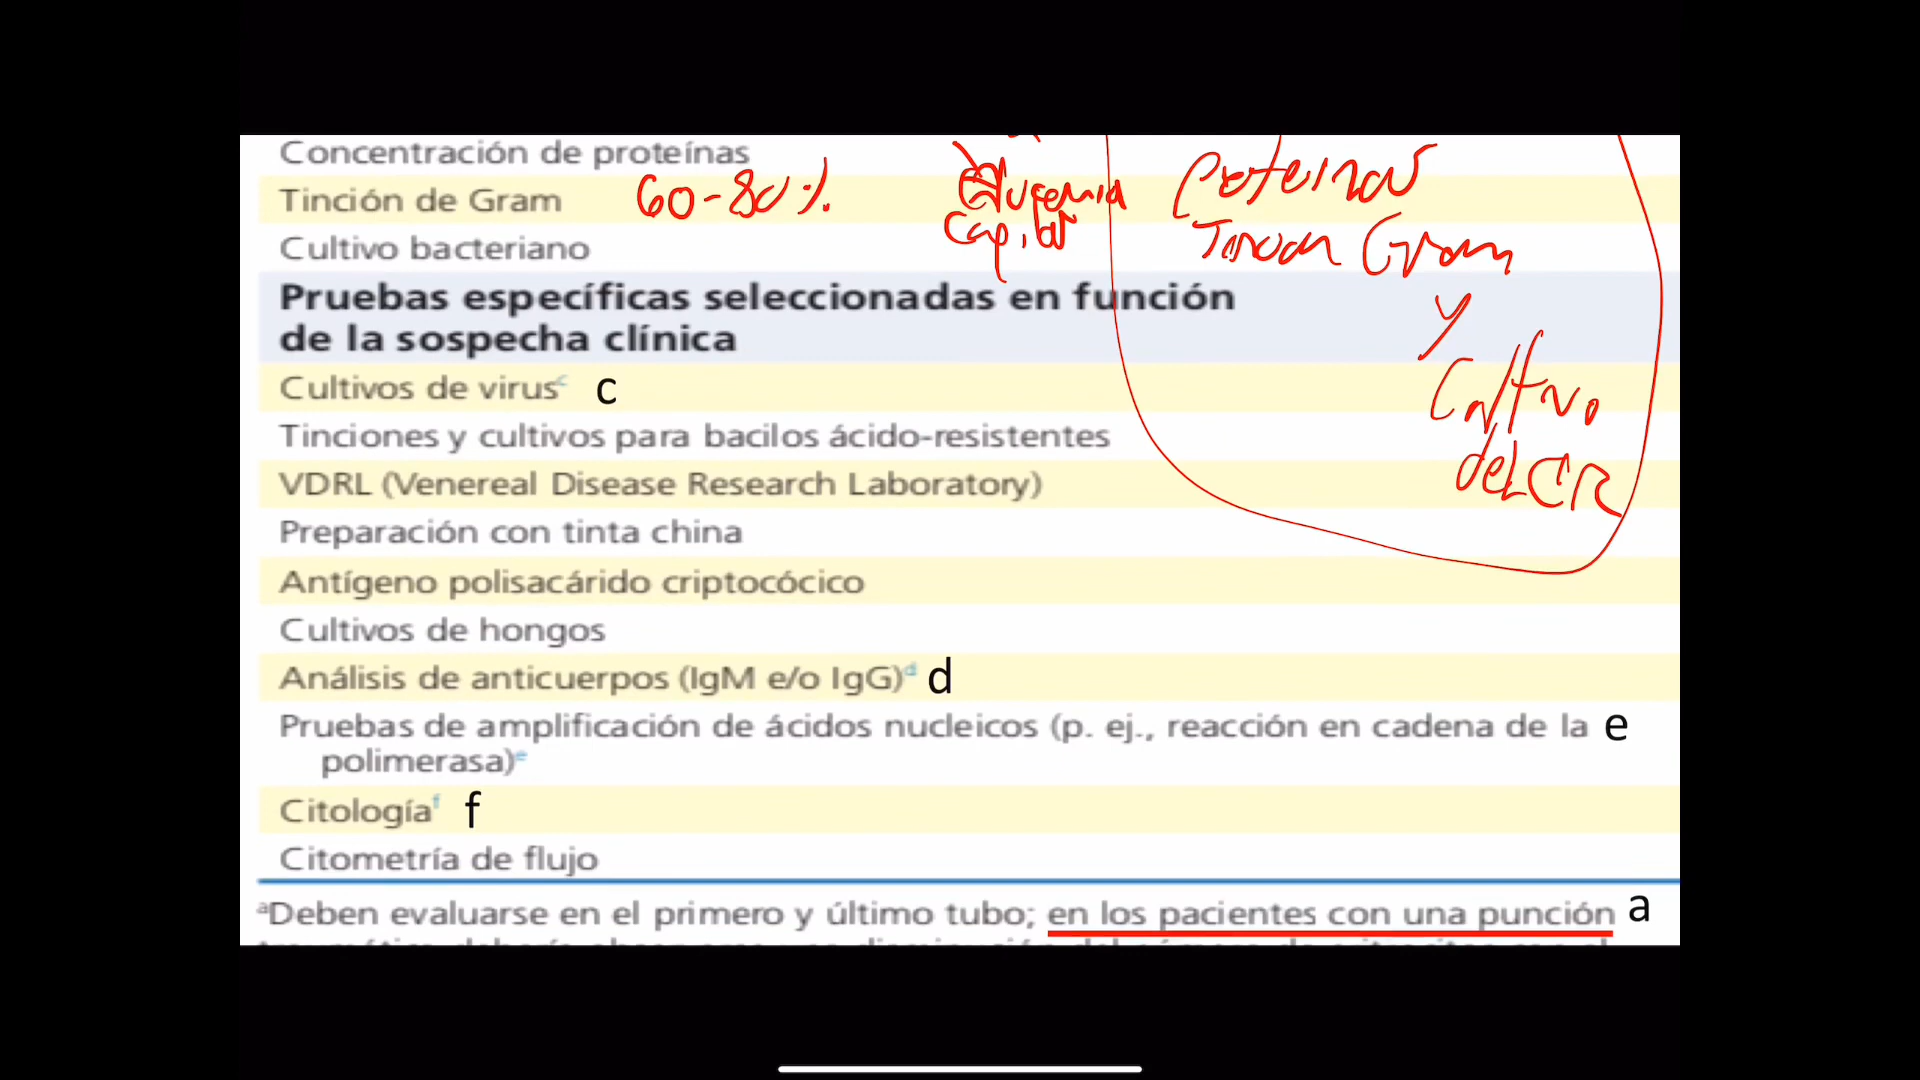 Concentración de proteínas
Tinción de Gram 60-80%
Cultivo bacteriano
Glucemia
Capilar
Proteínas
Tinción Gram
y
Cultivo
del LCR
Pruebas específicas seleccionadas en función
de la sospecha clínica
Cultivos de virusᶜ c
Tinciones y cultivos para bacilos ácido-resistentes
VDRL (Venereal Disease Research Laboratory)
Preparación con tinta china
Antígeno polisacárido criptocócico
Cultivos de hongos
Análisis de anticuerpos (IgM e/o IgG)ᵈ d
Pruebas de amplificación de ácidos nucleicos (p. ej., reacción en cadena de la e
polimerasa)ᵉ
Citologíaᶠ f
Citometría de flujo
ᵃDeben evaluarse en el primero y último tubo; en los pacientes con una punción a